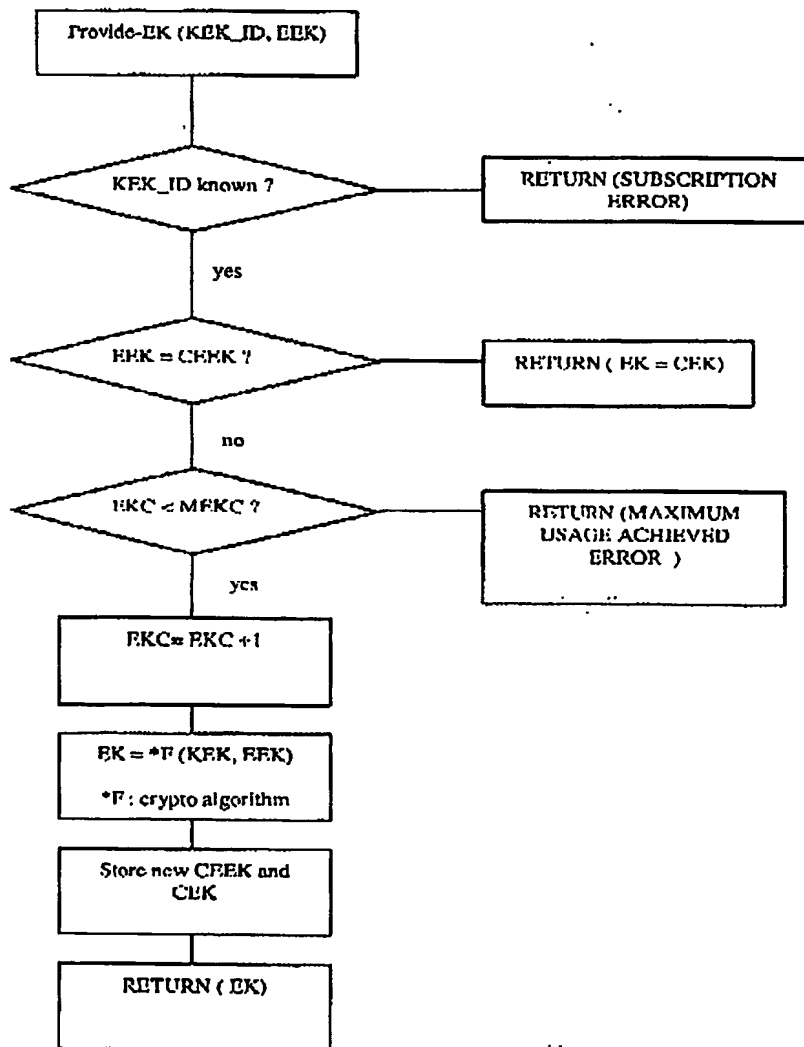 Provide-EK (KEK_ID, EEK)
KEK_ID known ?
RETURN (SUBSCRIPTION
ERROR)
yes
EEK = CEEK ?
RETURN ( EK = CEK)
no
EKC < MEKC ?
RETURN (MAXIMUM
USAGE ACHIEVED
ERROR )
yes
EKC= EKC +1
EK = *F (KEK, EEK)
*F : crypto algorithm
Store new CEEK and
CEK
RETURN ( EK)